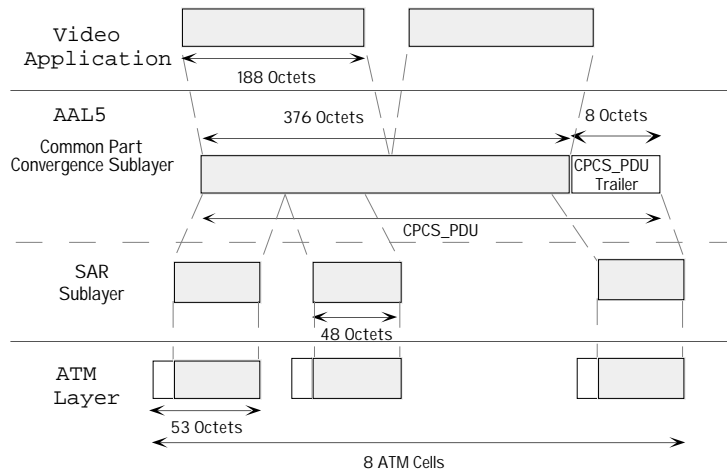 Video
Application
188 Octets
AAL5
376 Octets
8 Octets
Common Part
Convergence Sublayer
CPCS_PDU
Trailer
CPCS_PDU
SAR
Sublayer
48 Octets
ATM
Layer
53 Octets
8 ATM Cells